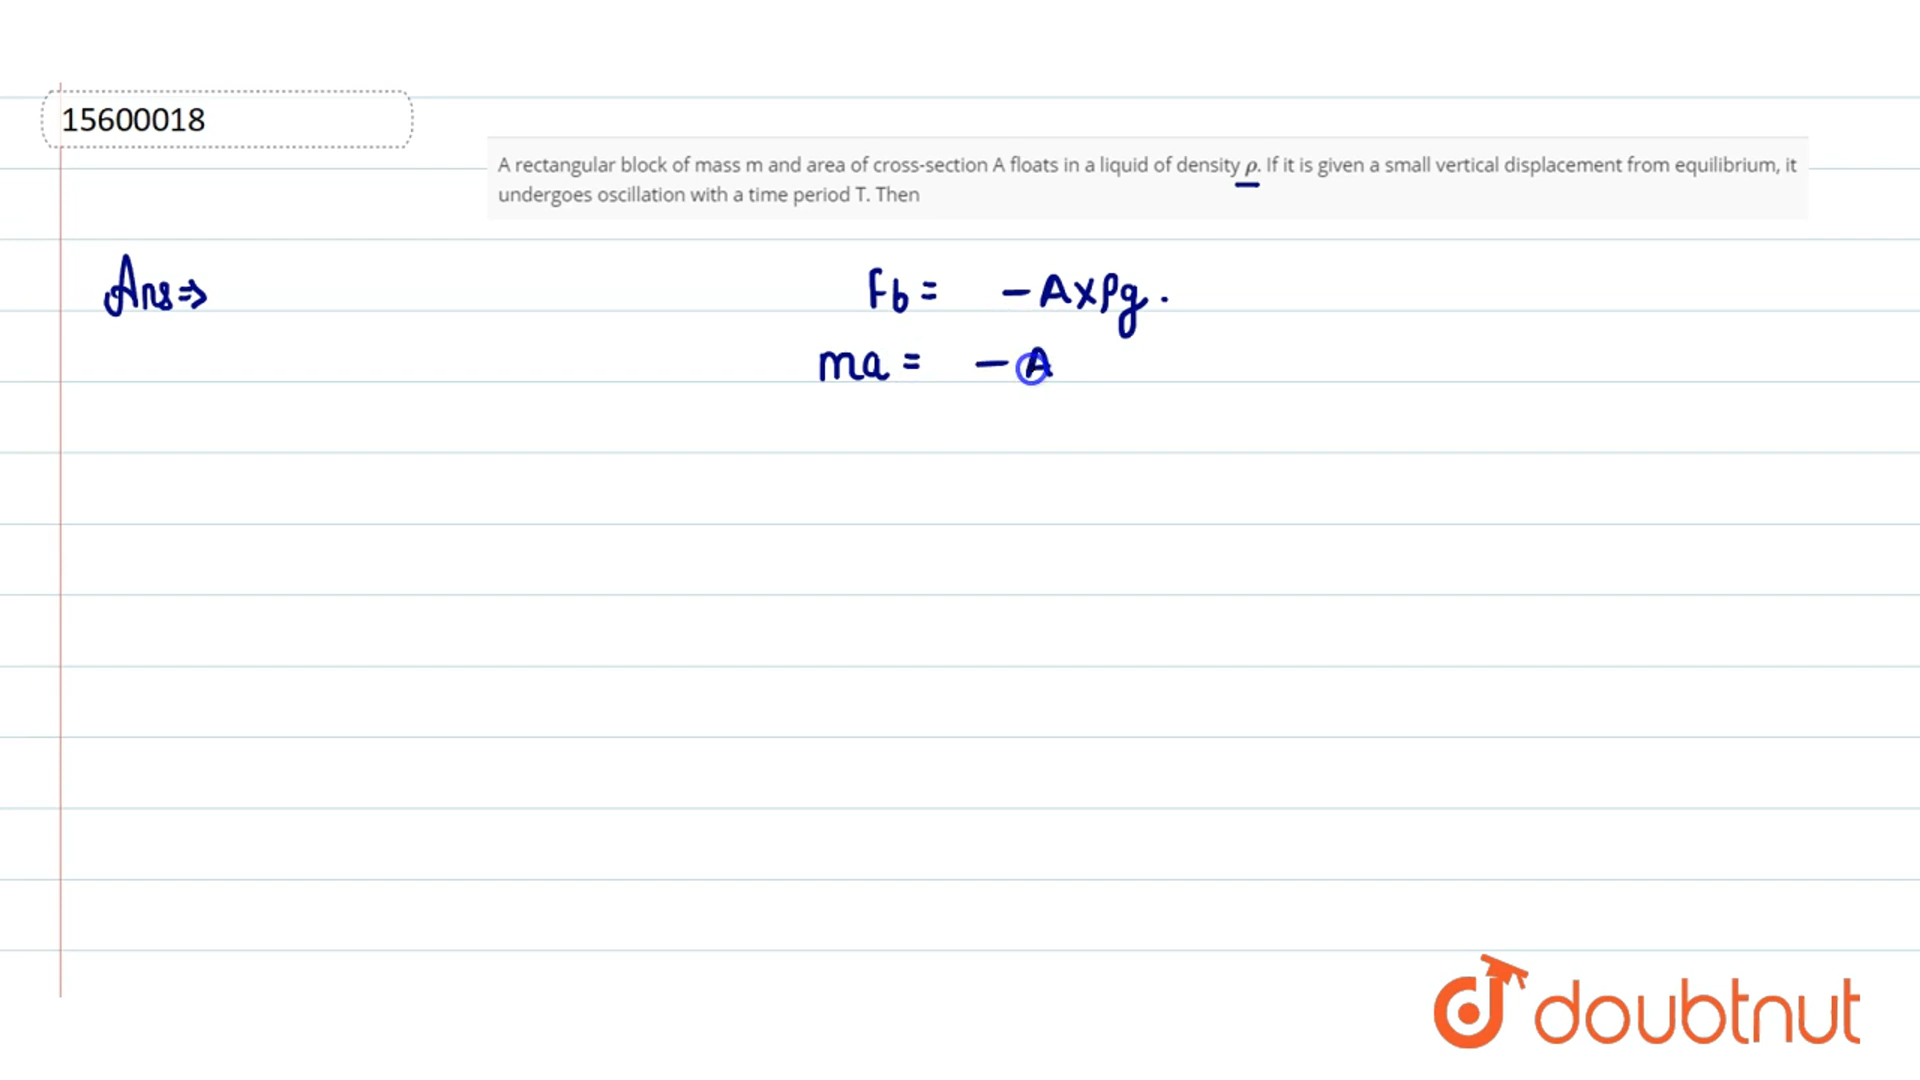 15600018
A rectangular block of mass m and area of cross-section A floats in a liquid of density ρ. If it is given a small vertical displacement from equilibrium, it
undergoes oscillation with a time period T. Then
Ans⇒
Fb = -Axρg.
ma = -A
doubtnut